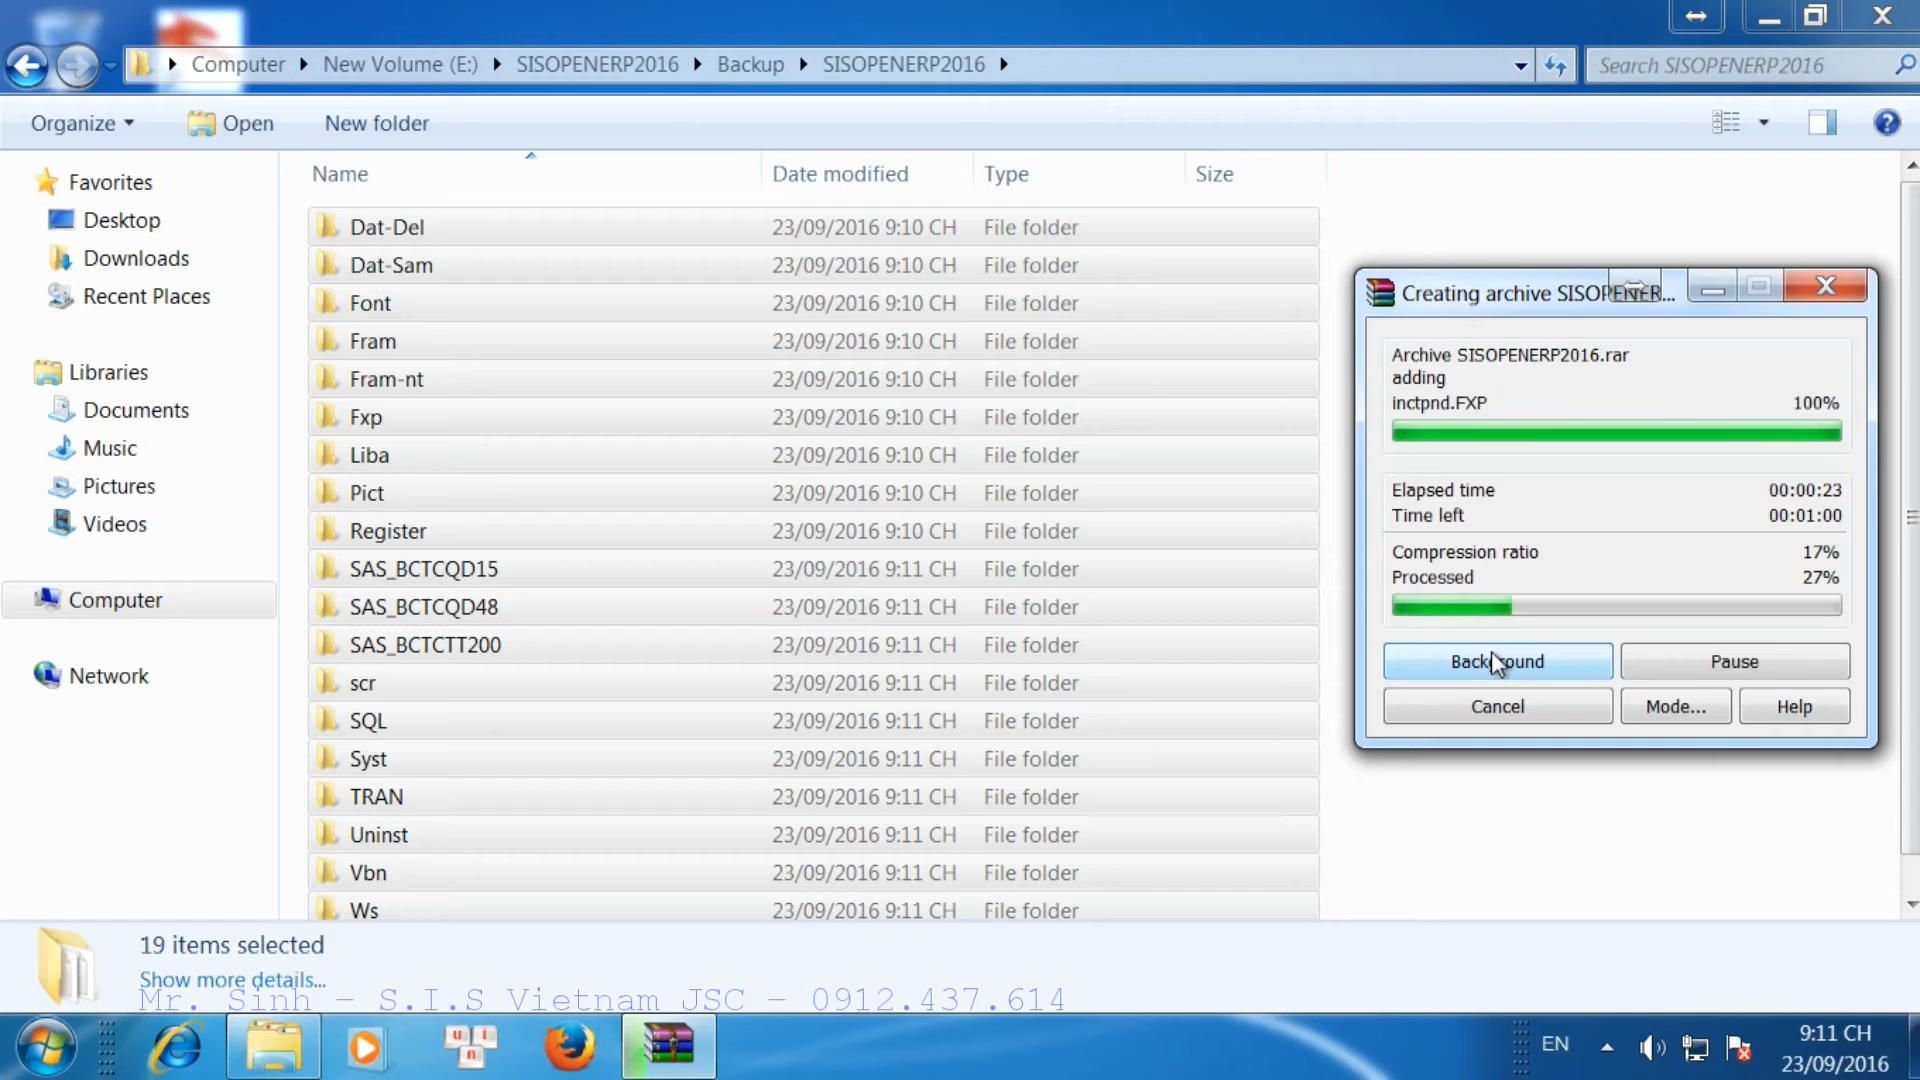 Computer New Volume (E:) SISOPENERP2016 Backup SISOPENERP2016
Search SISOPENERP2016
Organize Open New folder
Favorites
Desktop
Downloads
Recent Places
Libraries
Documents
Music
Pictures
Videos
Computer
Network
Name Date modified Type Size
Dat-Del 23/09/2016 9:10 CH File folder
Dat-Sam 23/09/2016 9:10 CH File folder
Font 23/09/2016 9:10 CH File folder
Fram 23/09/2016 9:10 CH File folder
Fram-nt 23/09/2016 9:10 CH File folder
Fxp 23/09/2016 9:10 CH File folder
Liba 23/09/2016 9:10 CH File folder
Pict 23/09/2016 9:10 CH File folder
Register 23/09/2016 9:10 CH File folder
SAS_BCTCQD15 23/09/2016 9:11 CH File folder
SAS_BCTCQD48 23/09/2016 9:11 CH File folder
SAS_BCTCTT200 23/09/2016 9:11 CH File folder
scr 23/09/2016 9:11 CH File folder
SQL 23/09/2016 9:11 CH File folder
Syst 23/09/2016 9:11 CH File folder
TRAN 23/09/2016 9:11 CH File folder
Uninst 23/09/2016 9:11 CH File folder
Vbn 23/09/2016 9:11 CH File folder
Ws 23/09/2016 9:11 CH File folder
Creating archive SISOPENER...
Archive SISOPENERP2016.rar
adding
inctpnd.FXP 100%
Elapsed time 00:00:23
Time left 00:01:00
Compression ratio 17%
Processed 27%
Background Pause
Cancel Mode... Help
19 items selected
Show more details...
Mr. Sinh - S.I.S Vietnam JSC - 0912.437.614
u i n
EN
9:11 CH
23/09/2016